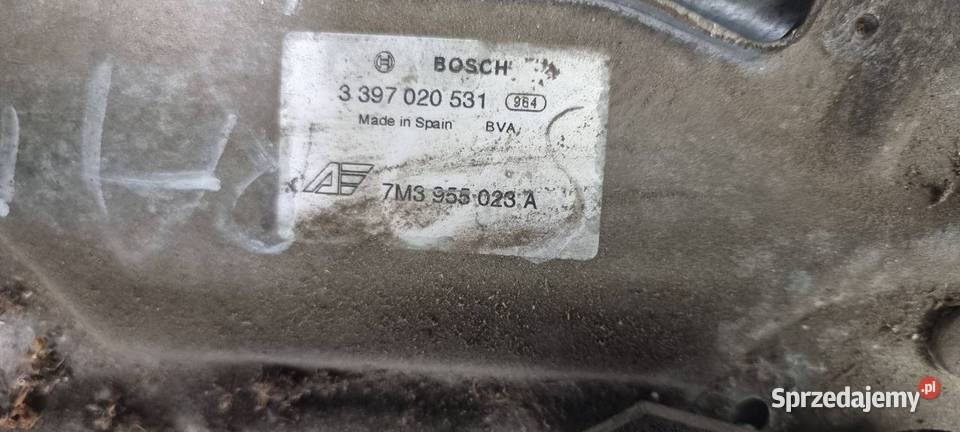 BOSCH
3 397 020 531 964
Made in Spain BVA
7M3 955 023 A
Sprzedajemy.pl